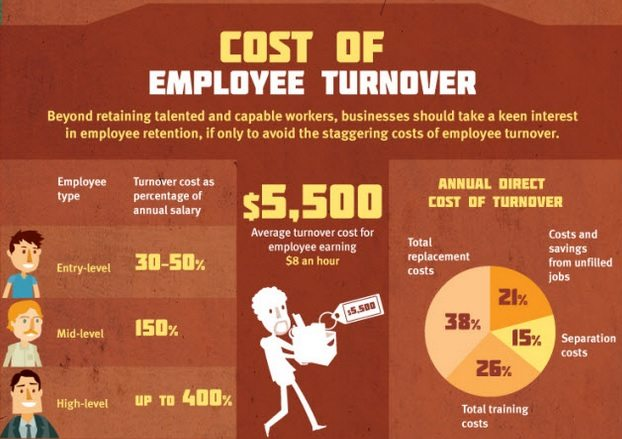 COST OF
EMPLOYEE TURNOVER
Beyond retaining talented and capable workers, businesses should take a keen interest
in employee retention, if only to avoid the staggering costs of employee turnover.
Employee
type
Turnover cost as
percentage of
annual salary
Entry-level
30-50%
Mid-level
150%
High-level
UP TO 400%
$5,500
Average turnover cost for
employee earning
$8 an hour
$5,500
ANNUAL DIRECT
COST OF TURNOVER
Total
replacement
costs
Costs and
savings
from unfilled
jobs
21%
38%
15%
Separation
costs
26%
Total training
costs